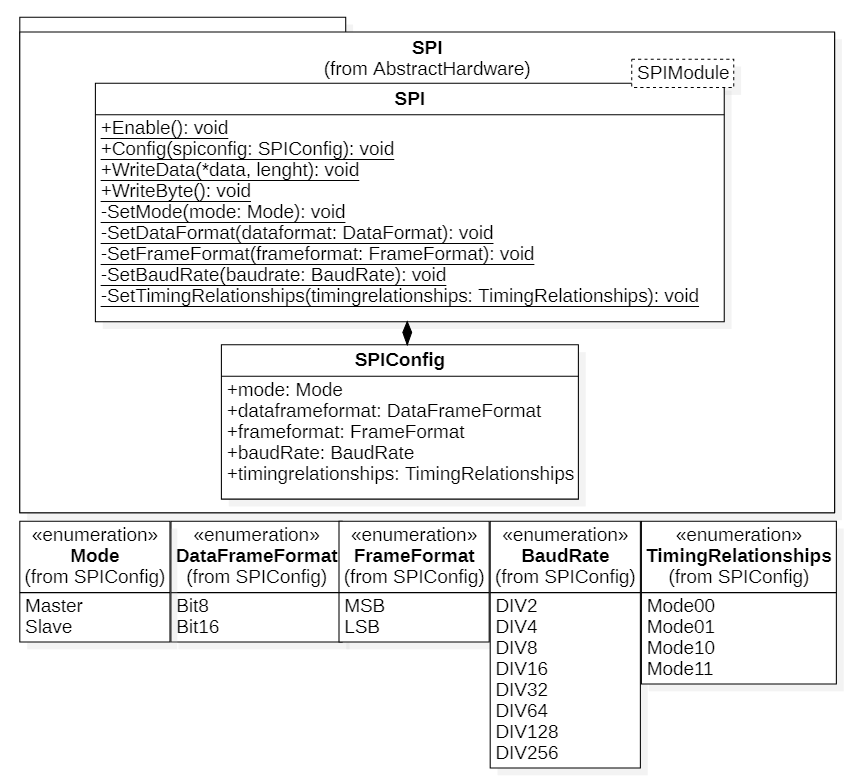 SPI
(from AbstractHardware)
SPIModule
SPI
+Enable(): void
+Config(spiconfig: SPIConfig): void
+WriteData(*data, lenght): void
+WriteByte(): void
-SetMode(mode: Mode): void
-SetDataFormat(dataformat: DataFormat): void
-SetFrameFormat(frameformat: FrameFormat): void
-SetBaudRate(baudrate: BaudRate): void
-SetTimingRelationships(timingrelationships: TimingRelationships): void
SPIConfig
+mode: Mode
+dataframeformat: DataFrameFormat
+frameformat: FrameFormat
+baudRate: BaudRate
+timingrelationships: TimingRelationships
«enumeration»
Mode
(from SPIConfig)
Master
Slave
«enumeration»
DataFrameFormat
(from SPIConfig)
Bit8
Bit16
«enumeration»
FrameFormat
(from SPIConfig)
MSB
LSB
«enumeration»
BaudRate
(from SPIConfig)
DIV2
DIV4
DIV8
DIV16
DIV32
DIV64
DIV128
DIV256
«enumeration»
TimingRelationships
(from SPIConfig)
Mode00
Mode01
Mode10
Mode11